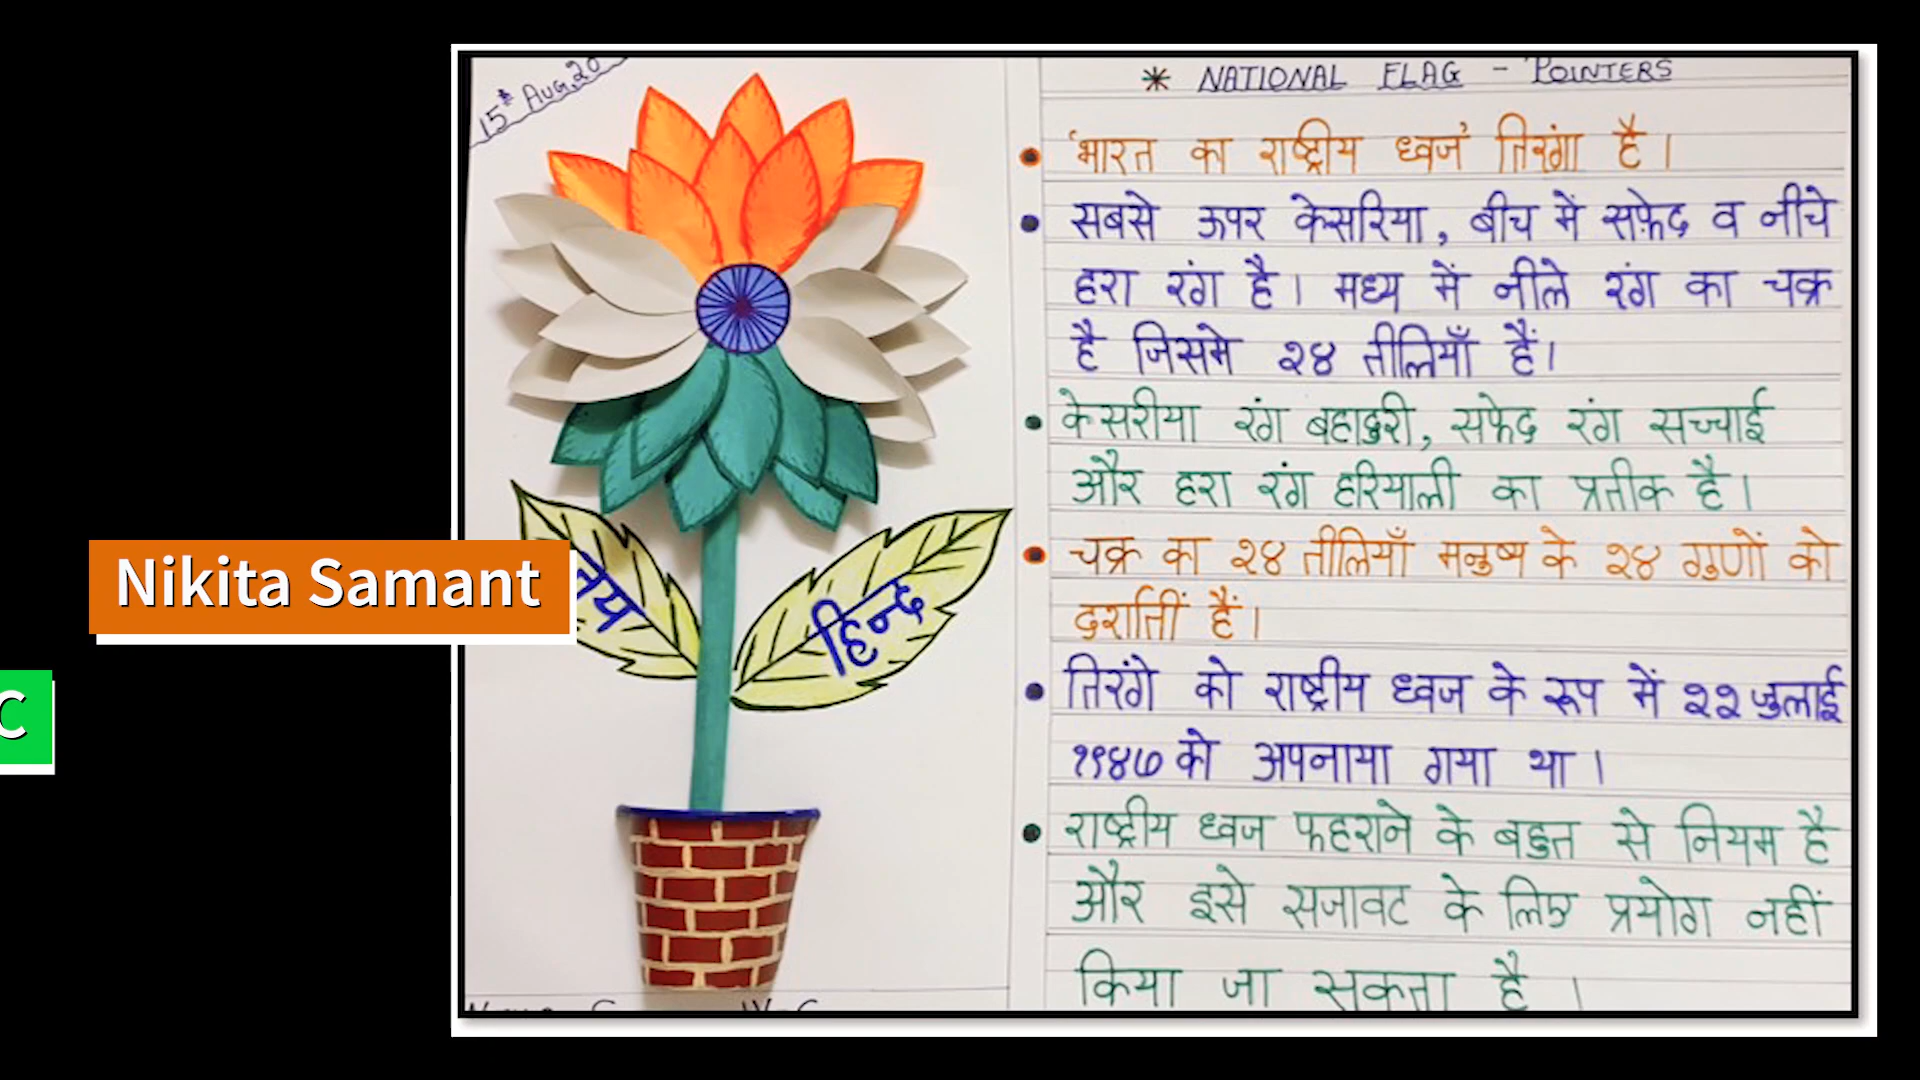 15th Aug 20
Nikita Samant
C
जय
हिन्द
* NATIONAL FLAG - POINTERS
• 'भारत का राष्ट्रीय ध्वज' तिरंगा है।
• सबसे ऊपर केसरिया, बीच में सफ़ेद व नीचे
हरा रंग है। मध्य में नीले रंग का चक्र
है जिसमे २४ तीलियाँ हैं।
• केसरीया रंग बहादुरी, सफेद रंग सच्चाई
और हरा रंग हरियाली का प्रतीक है।
• चक्र का २४ तीलियाँ मनुष्य के २४ गुणों को
दर्शातीं हैं।
• तिरंगे को राष्ट्रीय ध्वज के रूप में २२ जुलाई
१९४७ को अपनाया गया था।
• राष्ट्रीय ध्वज फहराने के बहुत से नियम है
और इसे सजावट के लिए प्रयोग नहीं
किया जा सकता है।